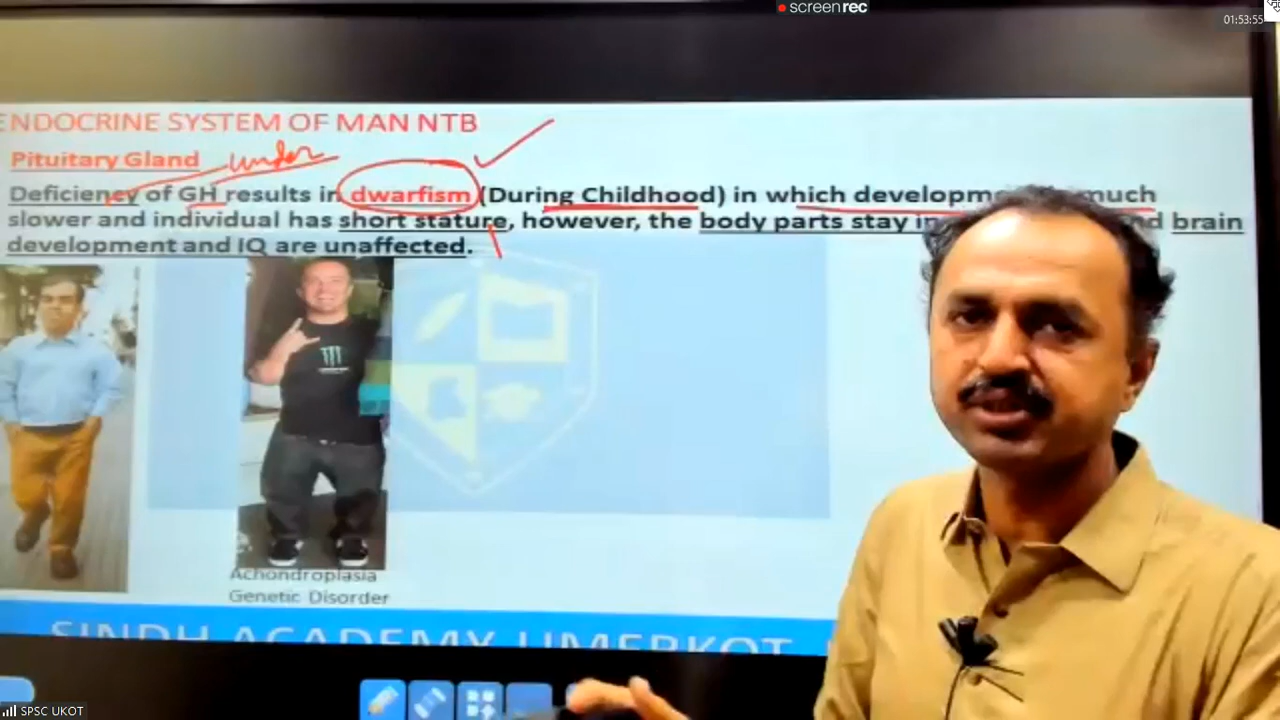 screenrec
01:53:55
ENDOCRINE SYSTEM OF MAN NTB
Pituitary Gland under
Deficiency of GH results in dwarfism (During Childhood) in which developm much
slower and individual has short stature, however, the body parts stay in brain
development and IQ are unaffected.
Achondroplasia
Genetic Disorder
SINDH ACADEMY UMERKOT
SPSC UKOT